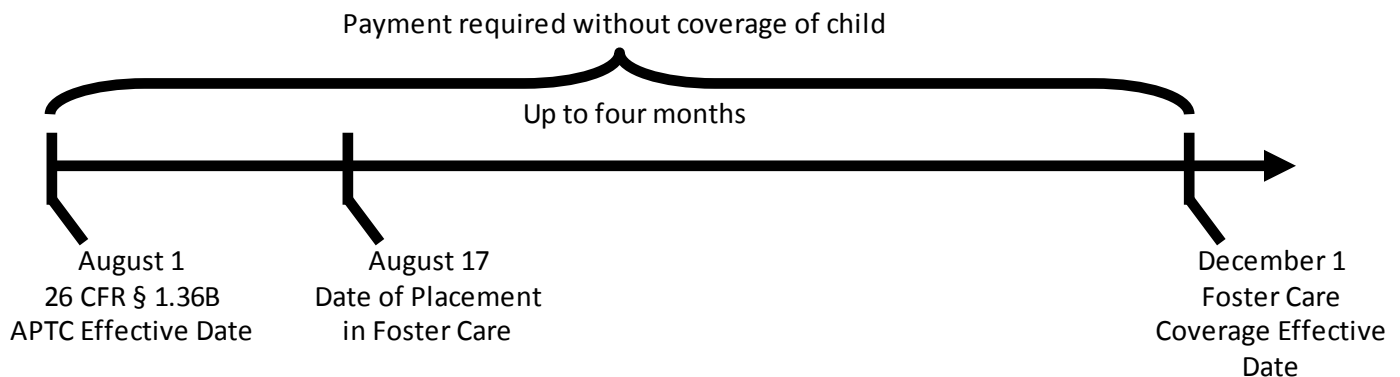 Payment required without coverage of child
Up to four months
August 1
26 CFR § 1.36B
APTC Effective Date
August 17
Date of Placement
in Foster Care
December 1
Foster Care
Coverage Effective
Date